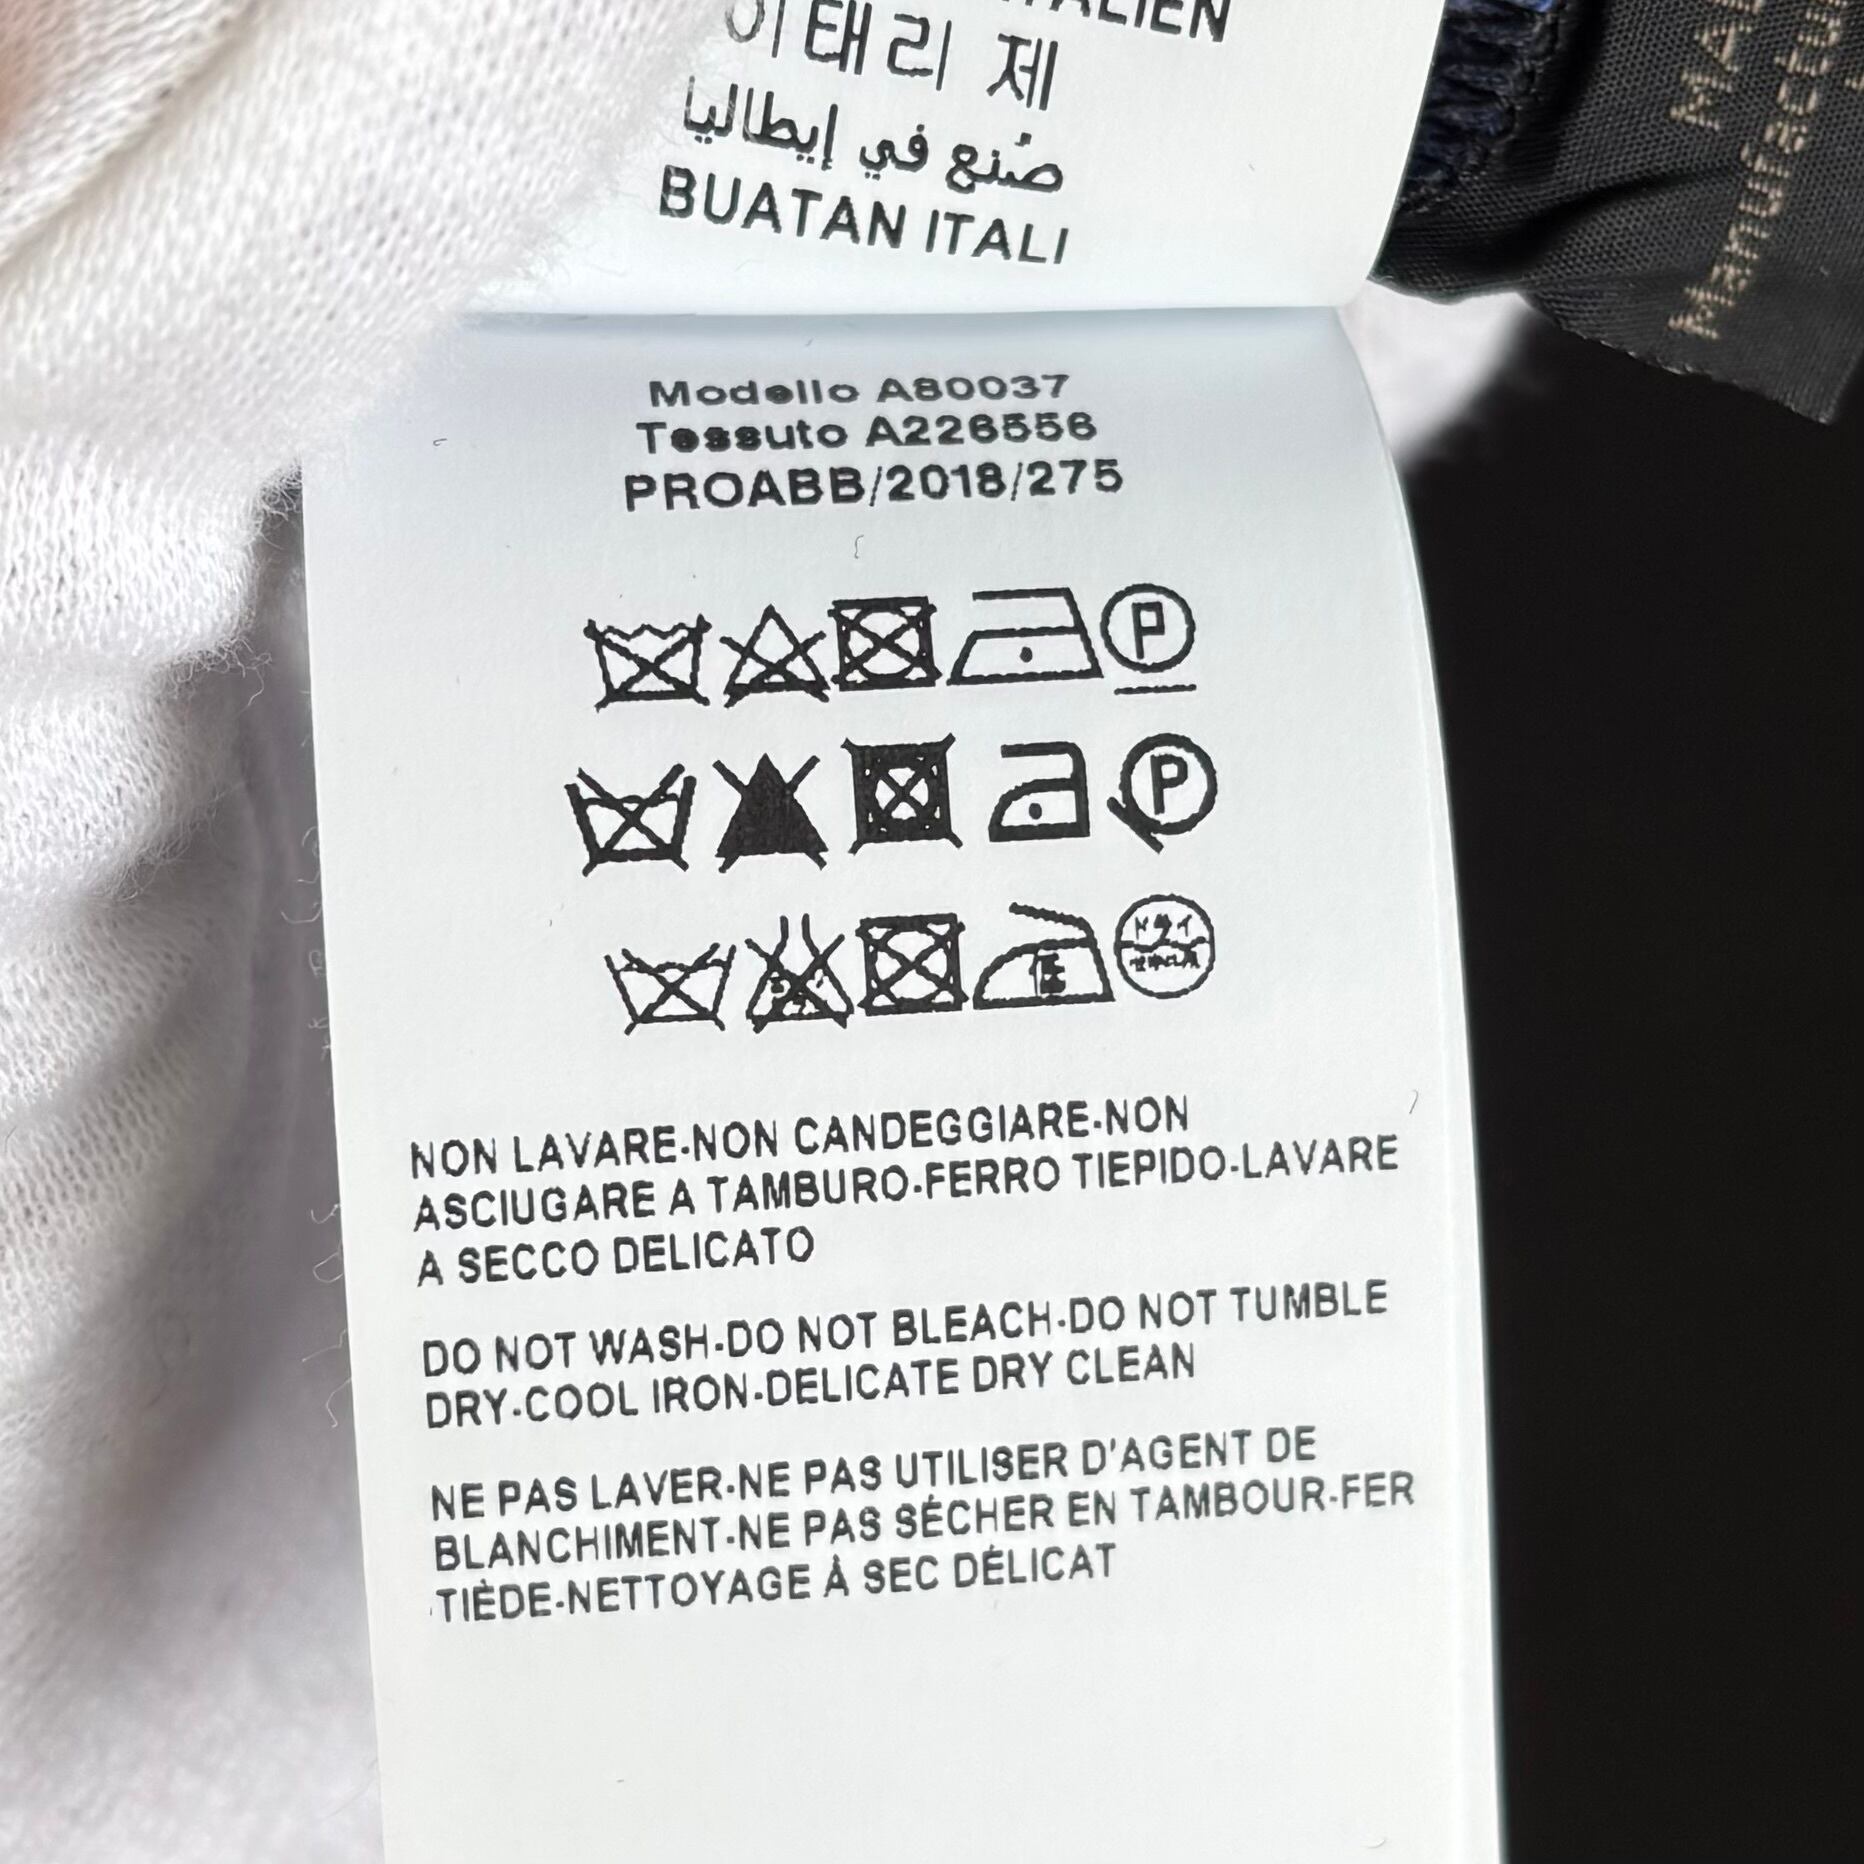 이태리 제
صُنع في إيطاليا
BUATAN ITALI
Modello A80037
Tessuto A226556
PROABB/2018/275
P
P
ドライ
NON LAVARE-NON CANDEGGIARE-NON
ASCIUGARE A TAMBURO-FERRO TIEPIDO-LAVARE
A SECCO DELICATO
DO NOT WASH-DO NOT BLEACH-DO NOT TUMBLE
DRY-COOL IRON-DELICATE DRY CLEAN
NE PAS LAVER-NE PAS UTILISER D'AGENT DE
BLANCHIMENT-NE PAS SÉCHER EN TAMBOUR-FER
TIÈDE-NETTOYAGE À SEC DÉLICAT